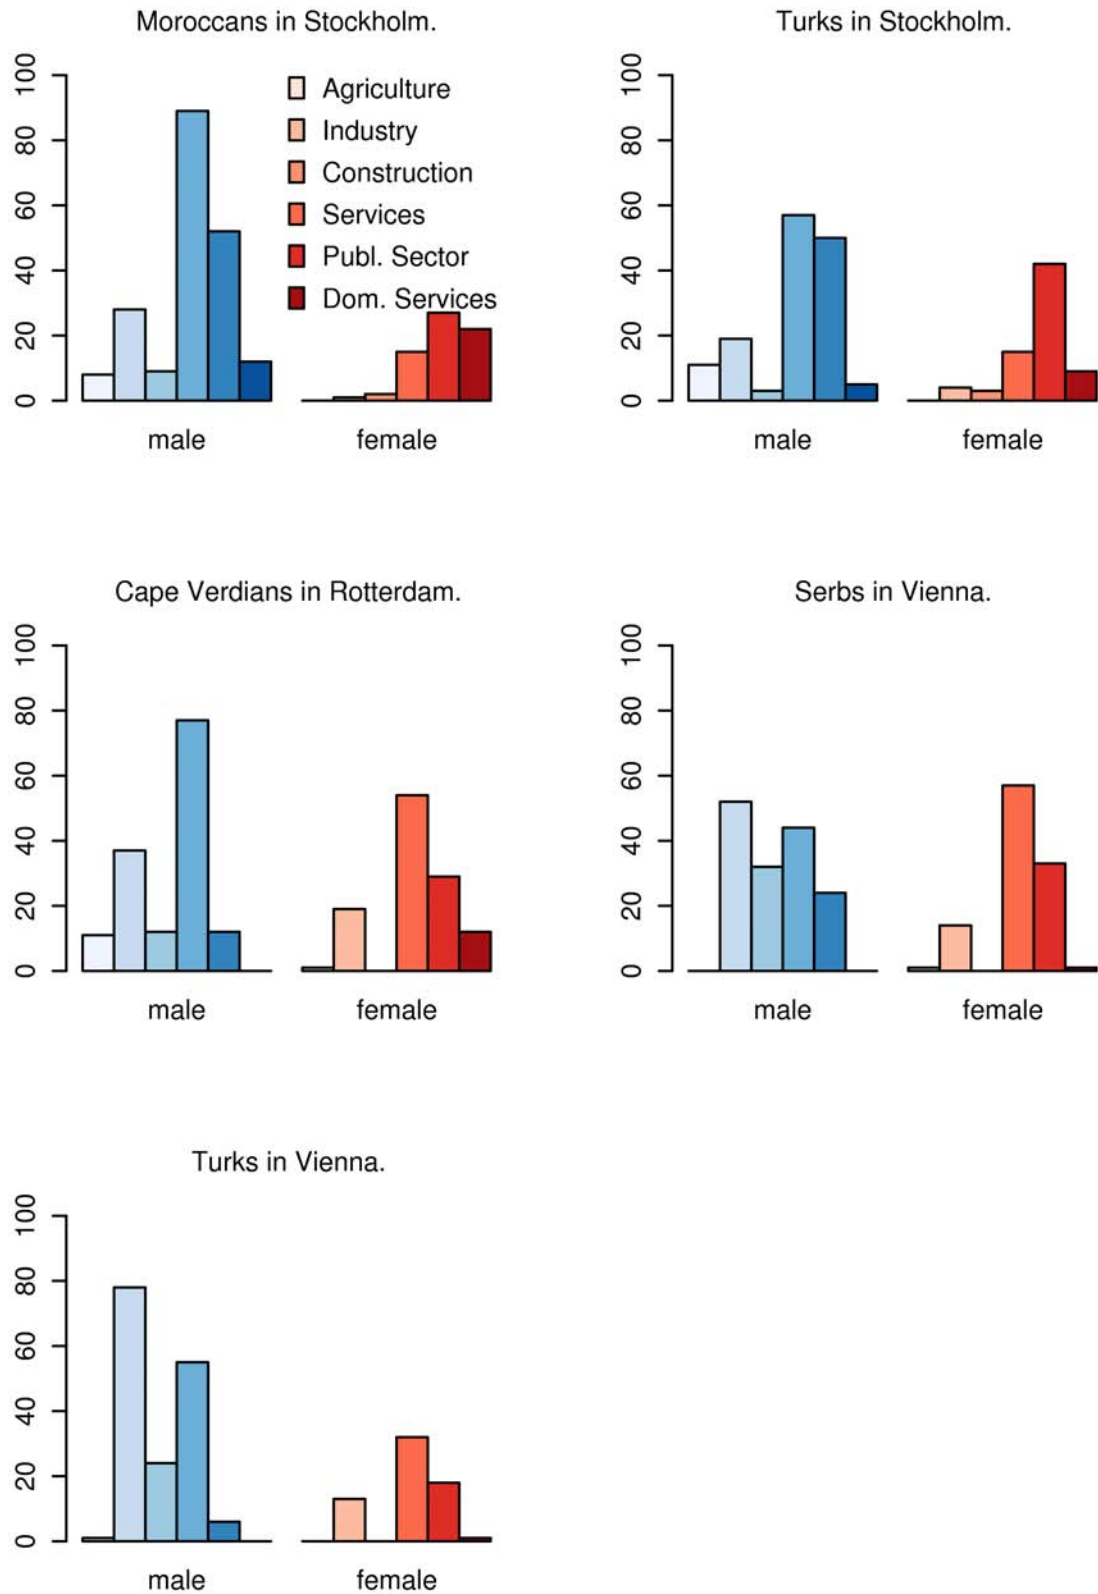 Moroccans in Stockholm.
100
80
60
40
20
0
Agriculture
Industry
Construction
Services
Publ. Sector
Dom. Services
male
female
Turks in Stockholm.
100
80
60
40
20
0
male
female
Cape Verdians in Rotterdam.
100
80
60
40
20
0
male
female
Serbs in Vienna.
100
80
60
40
20
0
male
female
Turks in Vienna.
100
80
60
40
20
0
male
female